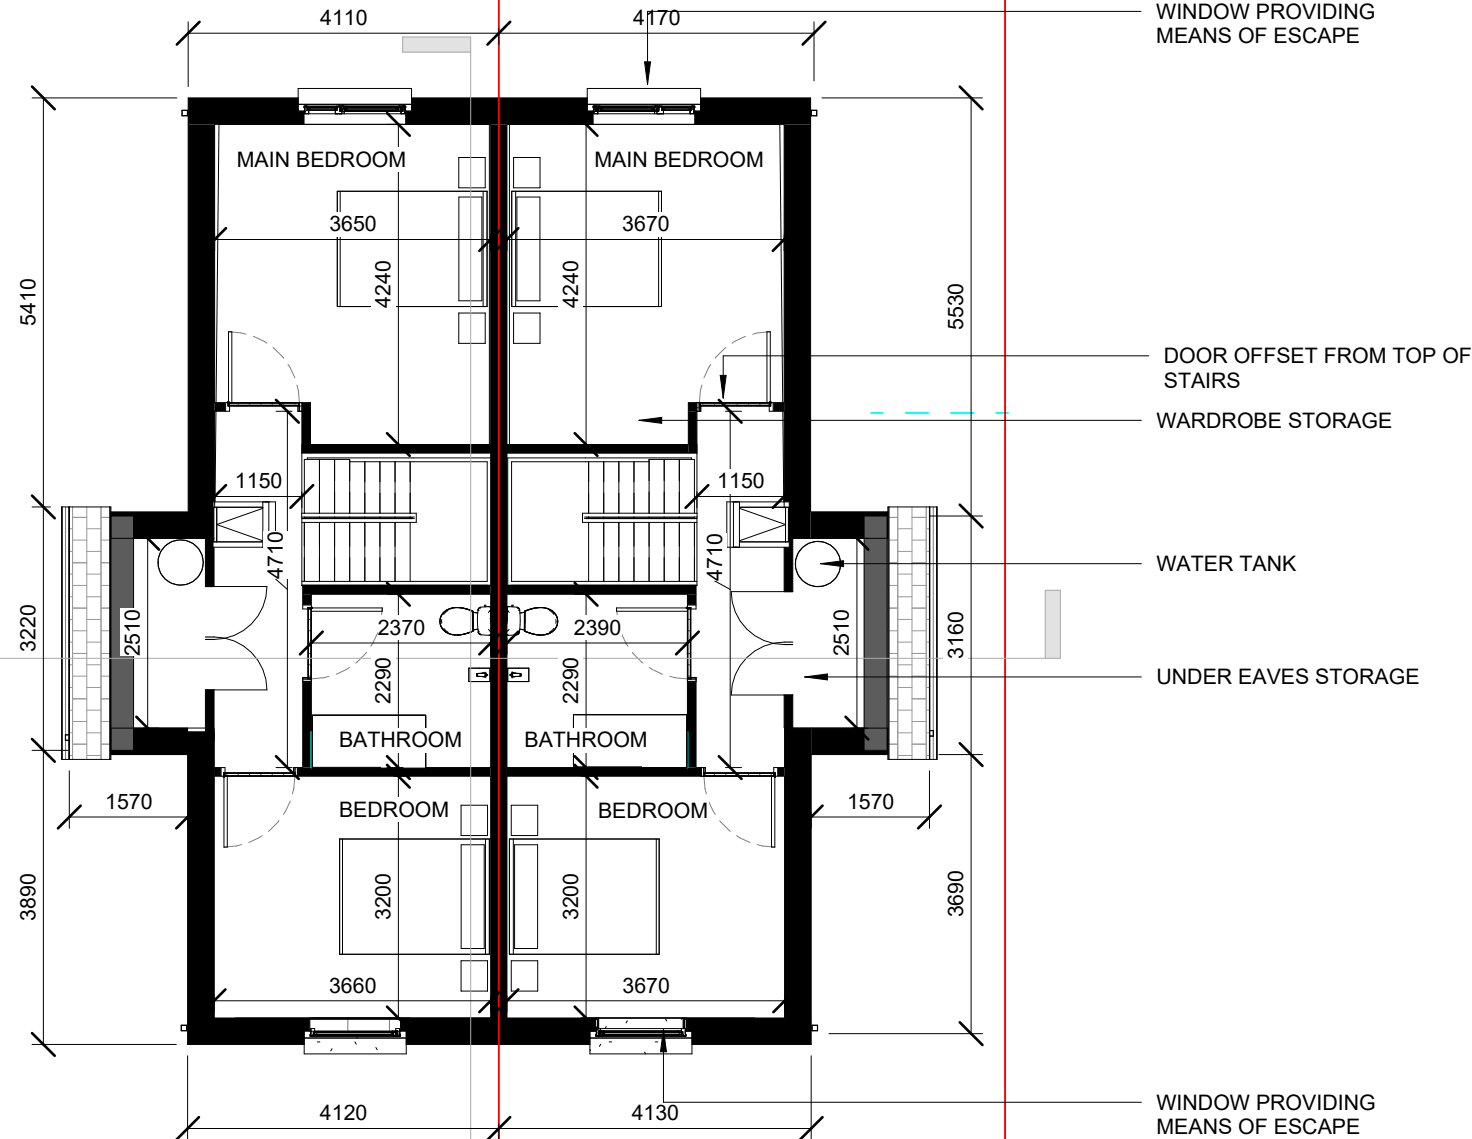 4110
4170
WINDOW PROVIDING
MEANS OF ESCAPE
MAIN BEDROOM
MAIN BEDROOM
3650
3670
4240
4240
5410
5530
DOOR OFFSET FROM TOP OF
STAIRS
WARDROBE STORAGE
1150
1150
4710
4710
WATER TANK
3220
2510
2370
2390
2510
3160
2290
2290
UNDER EAVES STORAGE
BATHROOM
BATHROOM
1570
BEDROOM
BEDROOM
1570
3890
3200
3200
3690
3660
3670
4120
4130
WINDOW PROVIDING
MEANS OF ESCAPE